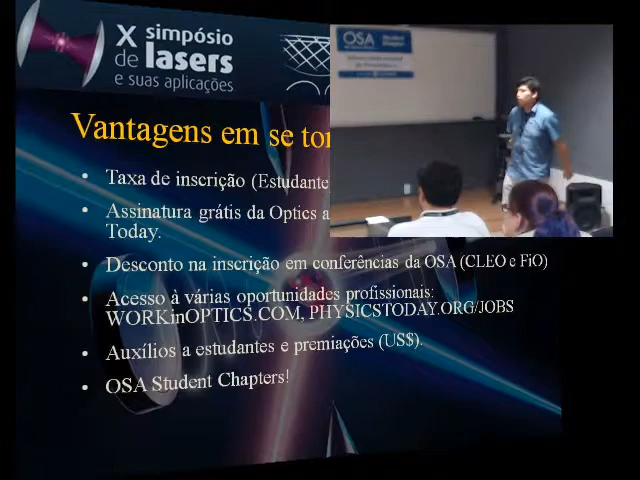 X simpósio
de lasers
e suas aplicações
OSA
Vantagens em se tor
Taxa de inscrição (Estudante
Assinatura grátis da Optics a
Today.
Desconto na inscrição em conferências da OSA (CLEO e FiO)
Acesso à várias oportunidades profissionais:
WORKinOPTICS.COM, PHYSICSTODAY.ORG/JOBS
Auxílios a estudantes e premiações (US$).
OSA Student Chapters!